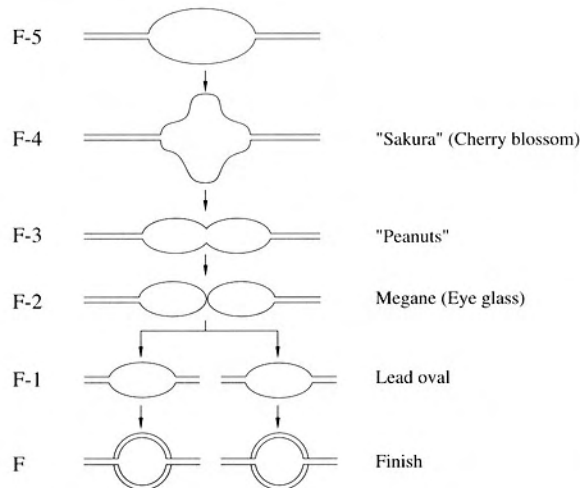 F-5
F-4 "Sakura" (Cherry blossom)
F-3 "Peanuts"
F-2 Megane (Eye glass)
F-1 Lead oval
F Finish